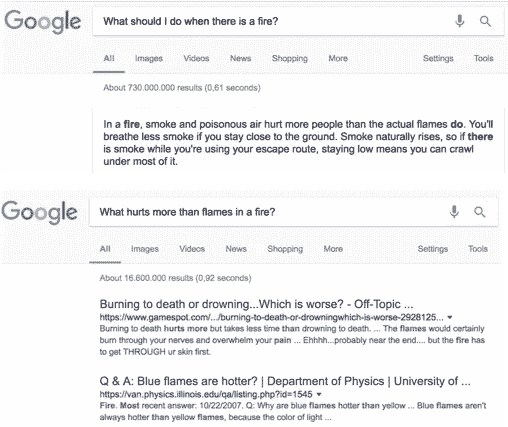 Google
What should I do when there is a fire?
All Images Videos News Shopping More Settings Tools
About 730.000.000 results (0,61 seconds)
In a fire, smoke and poisonous air hurt more people than the actual flames do. You'll
breathe less smoke if you stay close to the ground. Smoke naturally rises, so if there
is smoke while you're using your escape route, staying low means you can crawl
under most of it.
Google
What hurts more than flames in a fire?
All Images Videos News Shopping More Settings Tools
About 16.600.000 results (0,92 seconds)
Burning to death or drowning...Which is worse? - Off-Topic ...
https://www.gamespot.com/.../burning-to-death-or-drowningwhich-is-worse-2928125...
Burning to death hurts more but takes less time than drowning to death. ... The flames would certainly
burn through your nerves and overwhelm your pain ... Ehhhh...probably near the end.... but the fire has
to get THROUGH ur skin first.
Q & A: Blue flames are hotter? | Department of Physics | University of ...
https://van.physics.illinois.edu/qa/listing.php?id=1545
Fire. Most recent answer: 10/22/2007. Q: Why are blue flames hotter than yellow ... Blue flames aren't
always hotter than yellow flames, because the color of light ...